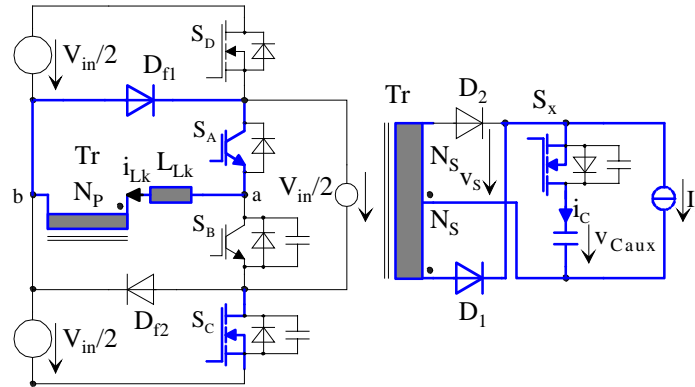 V_in/2
S_D
D_f1
S_A
Tr
i_Lk
L_Lk
b
N_P
a
V_in/2
S_B
D_f2
S_C
V_in/2
Tr
D_2
S_x
N_S
v_S
N_S
i_C
v_Caux
I
D_1